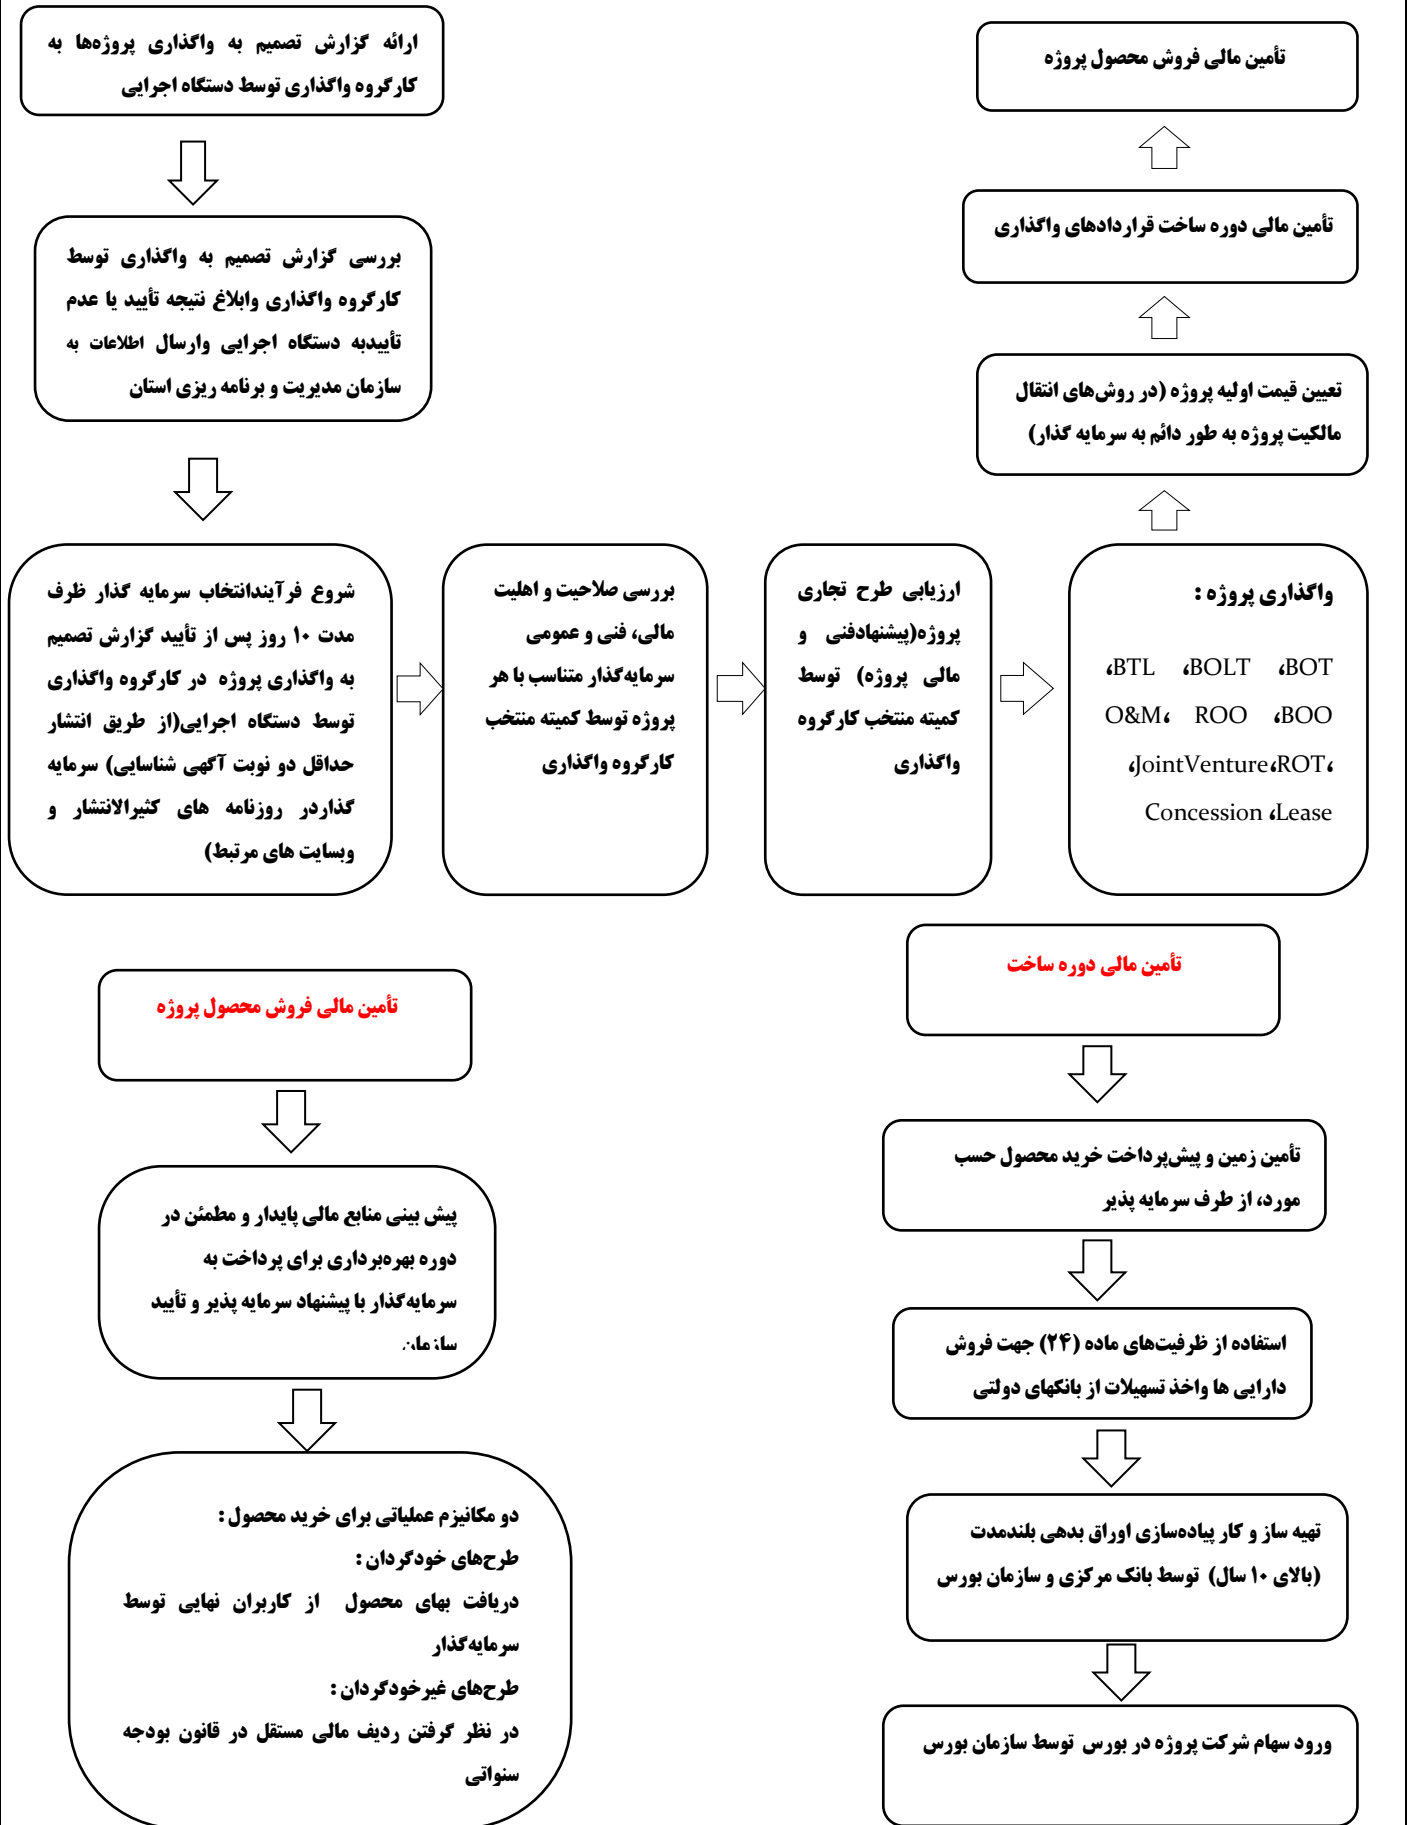 ارائه گزارش تصمیم به واگذاری پروژه‌ها به
کارگروه واگذاری توسط دستگاه اجرایی
بررسی گزارش تصمیم به واگذاری توسط
کارگروه واگذاری وابلاغ نتیجه تأیید یا عدم
تأییدبه دستگاه اجرایی وارسال اطلاعات به
سازمان مدیریت و برنامه ریزی استان
شروع فرآیندانتخاب سرمایه گذار ظرف
مدت ۱۰ روز پس از تأیید گزارش تصمیم
به واگذاری پروژه در کارگروه واگذاری
توسط دستگاه اجرایی(از طریق انتشار
حداقل دو نوبت آگهی شناسایی) سرمایه
گذاردر روزنامه های کثیرالانتشار و
وبسایت های مرتبط)
بررسی صلاحیت و اهلیت
مالی، فنی و عمومی
سرمایه‌گذار متناسب با هر
پروژه توسط کمیته منتخب
کارگروه واگذاری
ارزیابی طرح تجاری
پروژه(پیشنهادفنی و
مالی پروژه) توسط
کمیته منتخب کارگروه
واگذاری
واگذاری پروژه :
BOT، BOLT، BTL،
BOO، ROO ،O&M
،ROT،JointVenture،
Lease، Concession
تعیین قیمت اولیه پروژه (در روش‌های انتقال
مالکیت پروژه به طور دائم به سرمایه گذار)
تأمین مالی دوره ساخت قراردادهای واگذاری
تأمین مالی فروش محصول پروژه
تأمین مالی دوره ساخت
تأمین زمین و پیش‌پرداخت خرید محصول حسب
مورد، از طرف سرمایه پذیر
استفاده از ظرفیت‌های ماده (۲۴) جهت فروش
دارایی ها واخذ تسهیلات از بانکهای دولتی
تهیه ساز و کار پیاده‌سازی اوراق بدهی بلندمدت
(بالای ۱۰ سال) توسط بانک مرکزی و سازمان بورس
ورود سهام شرکت پروژه در بورس توسط سازمان بورس
تأمین مالی فروش محصول پروژه
پیش بینی منابع مالی پایدار و مطمئن در
دوره بهره‌برداری برای پرداخت به
سرمایه‌گذار با پیشنهاد سرمایه پذیر و تأیید
سازمان
دو مکانیزم عملیاتی برای خرید محصول :
طرح‌های خودگردان :
دریافت بهای محصول از کاربران نهایی توسط
سرمایه‌گذار
طرح‌های غیرخودگردان :
در نظر گرفتن ردیف مالی مستقل در قانون بودجه
سنواتی